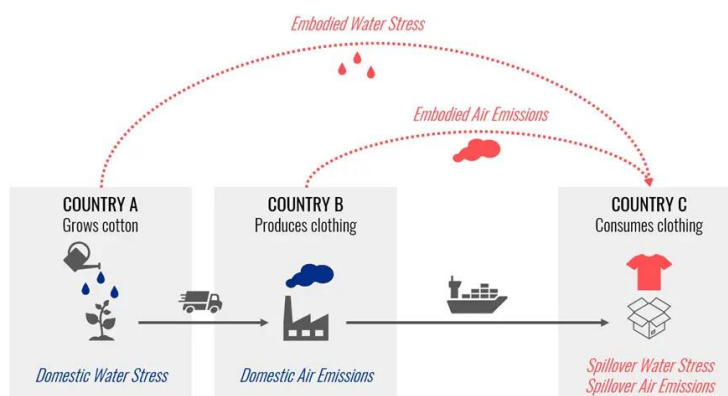 Embodied Water Stress
Embodied Air Emissions
COUNTRY A
Grows cotton
COUNTRY B
Produces clothing
COUNTRY C
Consumes clothing
Domestic Water Stress
Domestic Air Emissions
Spillover Water Stress
Spillover Air Emissions